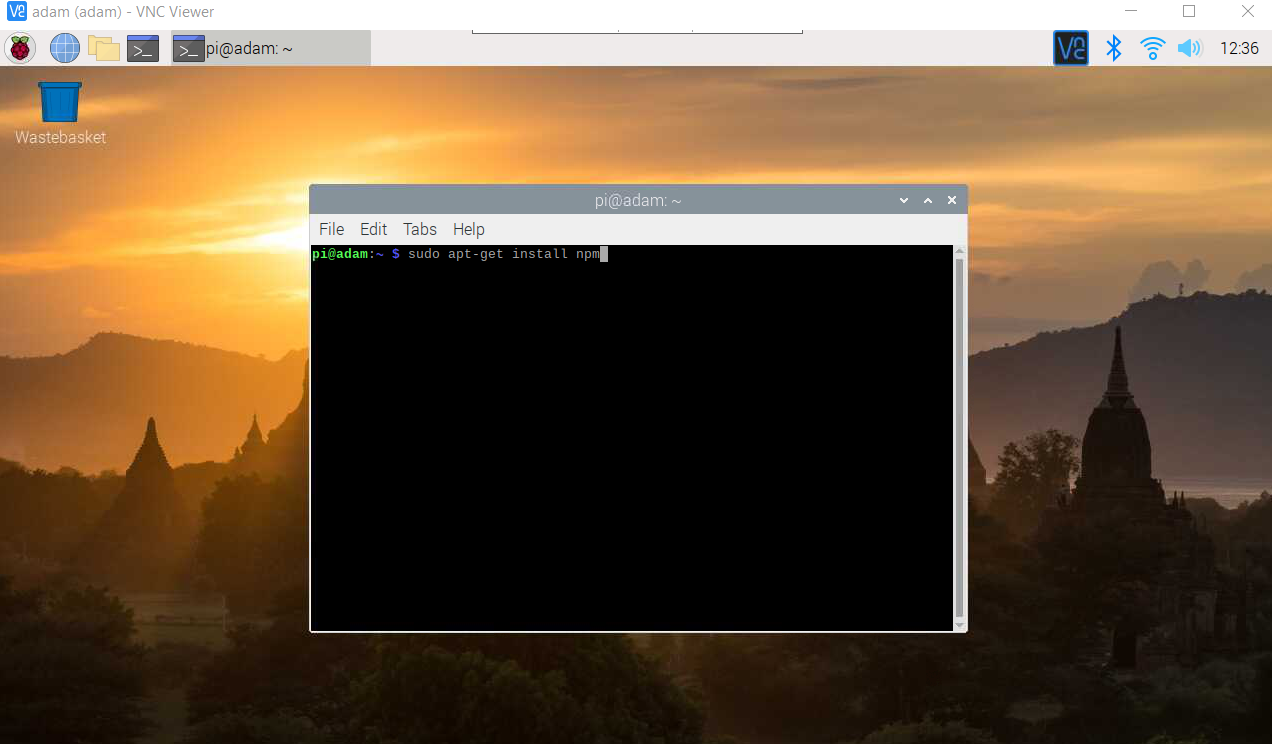 adam (adam) - VNC Viewer
pi@adam: ~
12:36
Wastebasket
pi@adam: ~
File Edit Tabs Help
pi@adam:~ $ sudo apt-get install npm